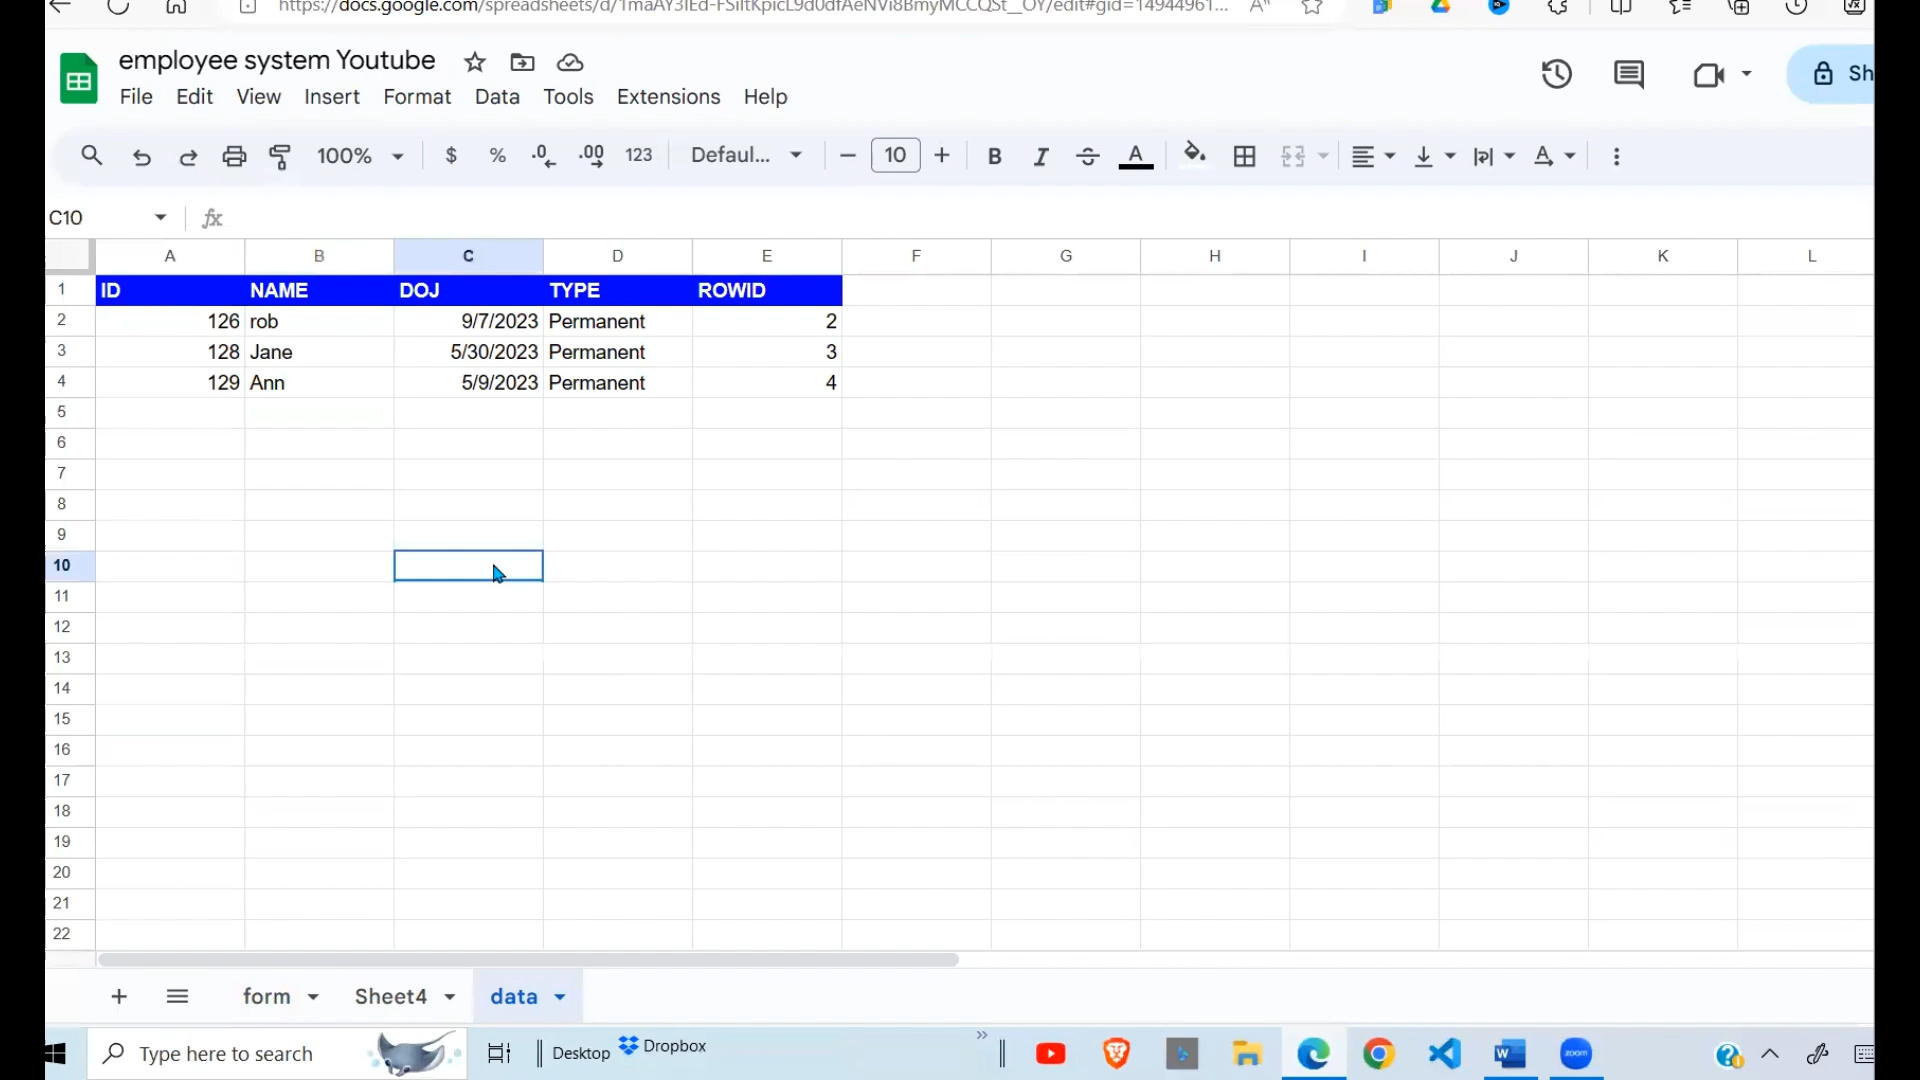 employee system Youtube
File Edit View Insert Format Data Tools Extensions Help
100% $ % .0 .00 123 Defaul... 10 B I A
C10 fx
A B C D E F G H I J K L
1 ID NAME DOJ TYPE ROWID
2 126 rob 9/7/2023 Permanent 2
3 128 Jane 5/30/2023 Permanent 3
4 129 Ann 5/9/2023 Permanent 4
5
6
7
8
9
10
11
12
13
14
15
16
17
18
19
20
21
22
form Sheet4 data
Type here to search Desktop Dropbox zoom